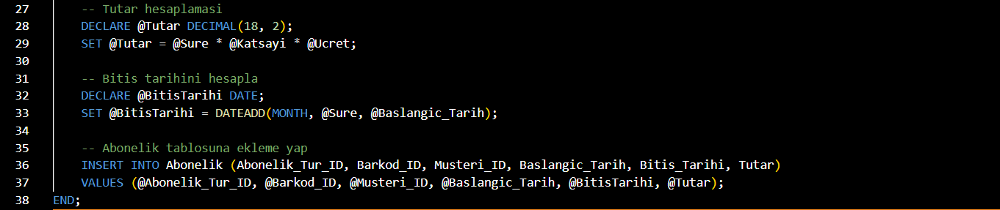 27 -- Tutar hesaplamasi
28 DECLARE @Tutar DECIMAL(18, 2);
29 SET @Tutar = @Sure * @Katsayi * @Ucret;
30
31 -- Bitis tarihini hesapla
32 DECLARE @BitisTarihi DATE;
33 SET @BitisTarihi = DATEADD(MONTH, @Sure, @Baslangic_Tarih);
34
35 -- Abonelik tablosuna ekleme yap
36 INSERT INTO Abonelik (Abonelik_Tur_ID, Barkod_ID, Musteri_ID, Baslangic_Tarih, Bitis_Tarihi, Tutar)
37 VALUES (@Abonelik_Tur_ID, @Barkod_ID, @Musteri_ID, @Baslangic_Tarih, @BitisTarihi, @Tutar);
38 END;